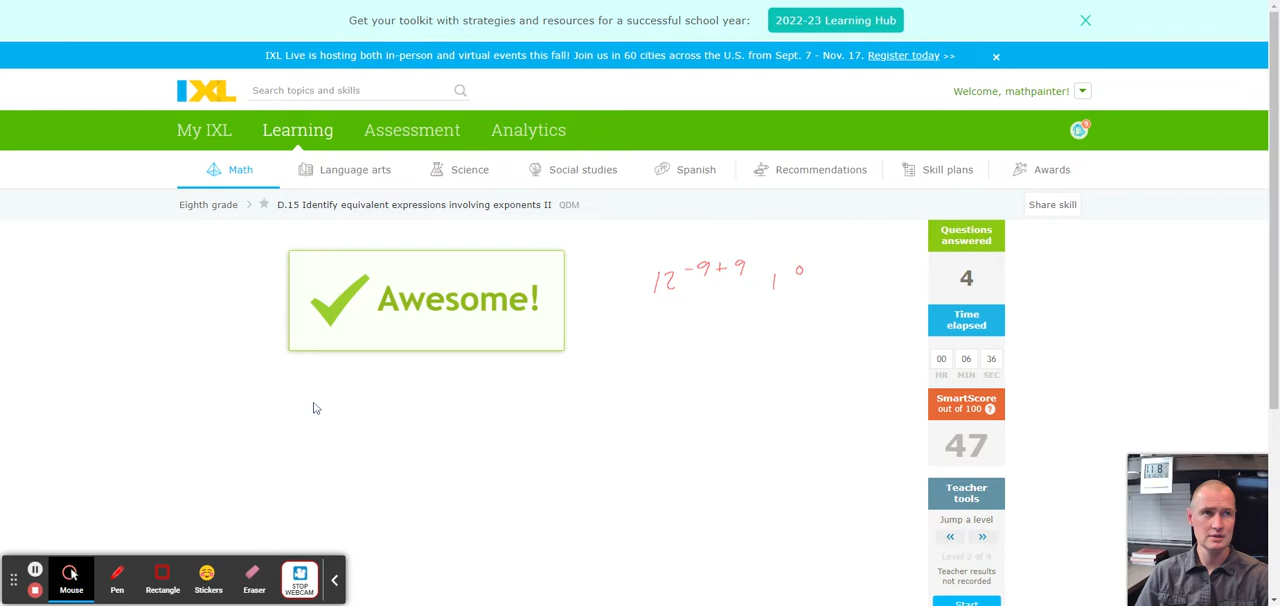 Get your toolkit with strategies and resources for a successful school year: 2022-23 Learning Hub
IXL Live is hosting both in-person and virtual events this fall! Join us in 60 cities across the U.S. from Sept. 7 - Nov. 17. Register today >>
IXL Search topics and skills Welcome, mathpainter!
My IXL Learning Assessment Analytics
Math Language arts Science Social studies Spanish Recommendations Skill plans Awards
Eighth grade > D.15 Identify equivalent expressions involving exponents II QDM Share skill
Questions
answered
4
Awesome!
12^-9+9 1^0
Time
elapsed
00 06 36
HR MIN SEC
SmartScore
out of 100 ?
47
Teacher
tools
Jump a level
<< >>
Level 2 of 4
Teacher results
not recorded
Start
Mouse Pen Rectangle Stickers Eraser STOP WEBCAM